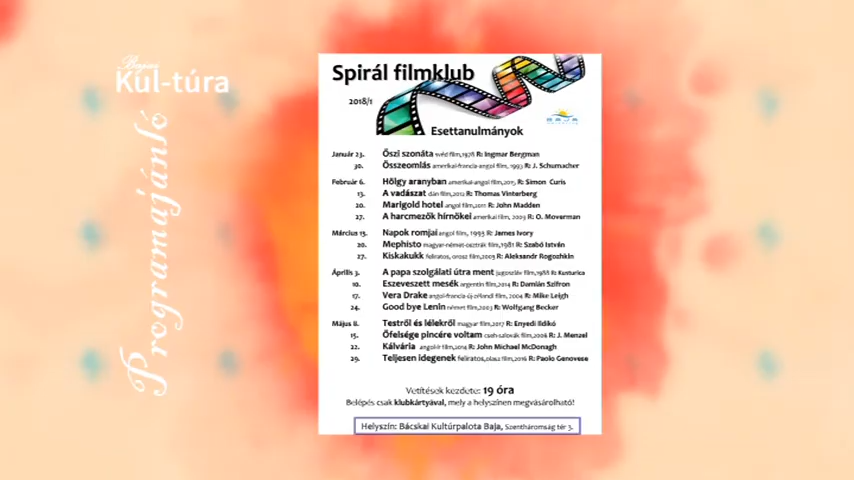 Bajai
Kul-túra
Programajánló
Spirál filmklub
2018/1
BAJA
Esettanulmányok
Január 23. Őszi szonáta svéd film,1978 R: Ingmar Bergman
30. Összeomlás amerikai-francia-angol film, 1993 R: J. Schumacher
Február 6. Hölgy aranyban amerikai-angol film,2015 R: Simon Curis
13. A vadászat dán film,2012 R: Thomas Vinterberg
20. Marigold hotel angol film,2011 R: John Madden
27. A harcmezők hírnökei amerikai film, 2009 R: O. Moverman
Március 13. Napok romjai angol film, 1993 R: James Ivory
20. Mephisto magyar-német-osztrák film,1981 R: Szabó István
27. Kiskakukk feliratos, orosz film,2003 R: Aleksandr Rogozhkin
Április 3. A papa szolgálati útra ment jugoszláv film,1988 R: Kusturica
10. Eszeveszett mesék argentin film,2014 R: Damián Szifron
17. Vera Drake angol-francia-új-zélandi film, 2004 R: Mike Leigh
24. Good bye Lenin német film,2003 R: Wolfgang Becker
Május 8. Testről és lélekről magyar film,2017 R: Enyedi Ildikó
15. Őfelsége pincére voltam cseh-szlovák film,2006 R: J. Menzel
22. Kálvária angol-ír film,2014 R: John Michael McDonagh
29. Teljesen idegenek feliratos,olasz film,2016 R: Paolo Genovese
Vetítések kezdete: 19 óra
Belépés csak klubkártyával, mely a helyszínen megvásárolható!
Helyszín: Bácskai Kultúrpalota Baja, Szentháromság tér 3.